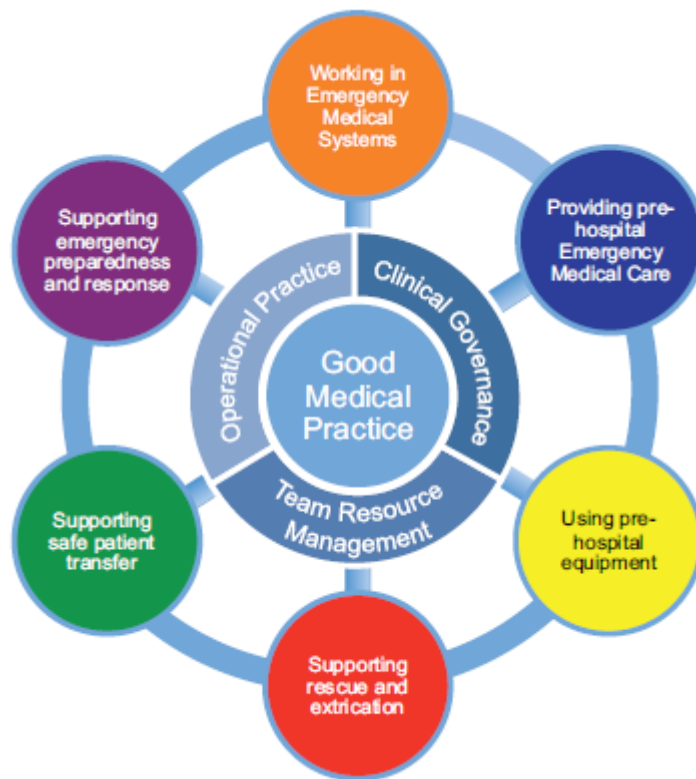 Working in
Emergency
Medical
Systems
Supporting
emergency
preparedness
and response
Providing pre-
hospital
Emergency
Medical Care
Operational Practice
Clinical Governance
Good
Medical
Practice
Team Resource
Management
Supporting
safe patient
transfer
Using pre-
hospital
equipment
Supporting
rescue and
extrication